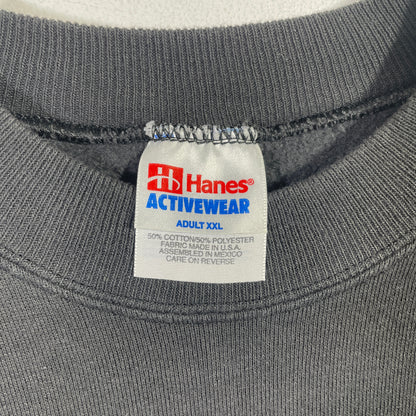 Hanes®
ACTIVEWEAR
ADULT XXL
50% COTTON/50% POLYESTER
FABRIC MADE IN U.S.A.
ASSEMBLED IN MEXICO
CARE ON REVERSE